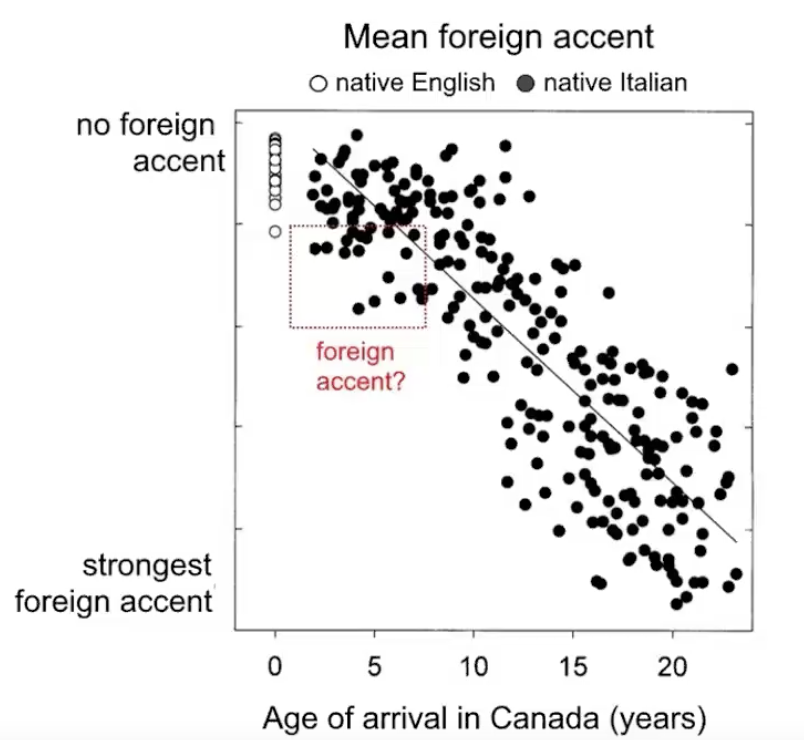 Mean foreign accent
native English native Italian
no foreign
accent
foreign
accent?
strongest
foreign accent
0 5 10 15 20
Age of arrival in Canada (years)